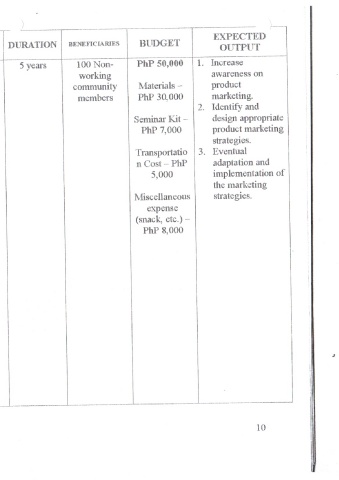 DURATION
BENEFICIARIES
BUDGET
EXPECTED
OUTPUT
5 years
100 Non-
working
community
members
PhP 50,000
Materials –
PhP 30,000
Seminar Kit –
PhP 7,000
Transportatio
n Cost – PhP
5,000
Miscellaneous
expense
(snack, etc.) –
PhP 8,000
1. Increase
awareness on
product
marketing.
2. Identify and
design appropriate
product marketing
strategies.
3. Eventual
adaptation and
implementation of
the marketing
strategies.
10